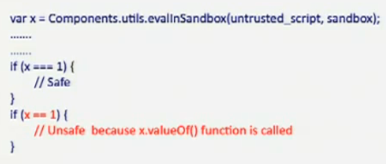 var x = Components.utils.evalInSandbox(untrusted_script, sandbox);
.......
.......
if (x === 1) {
// Safe
}
if (x == 1) {
// Unsafe because x.valueOf() function is called
}